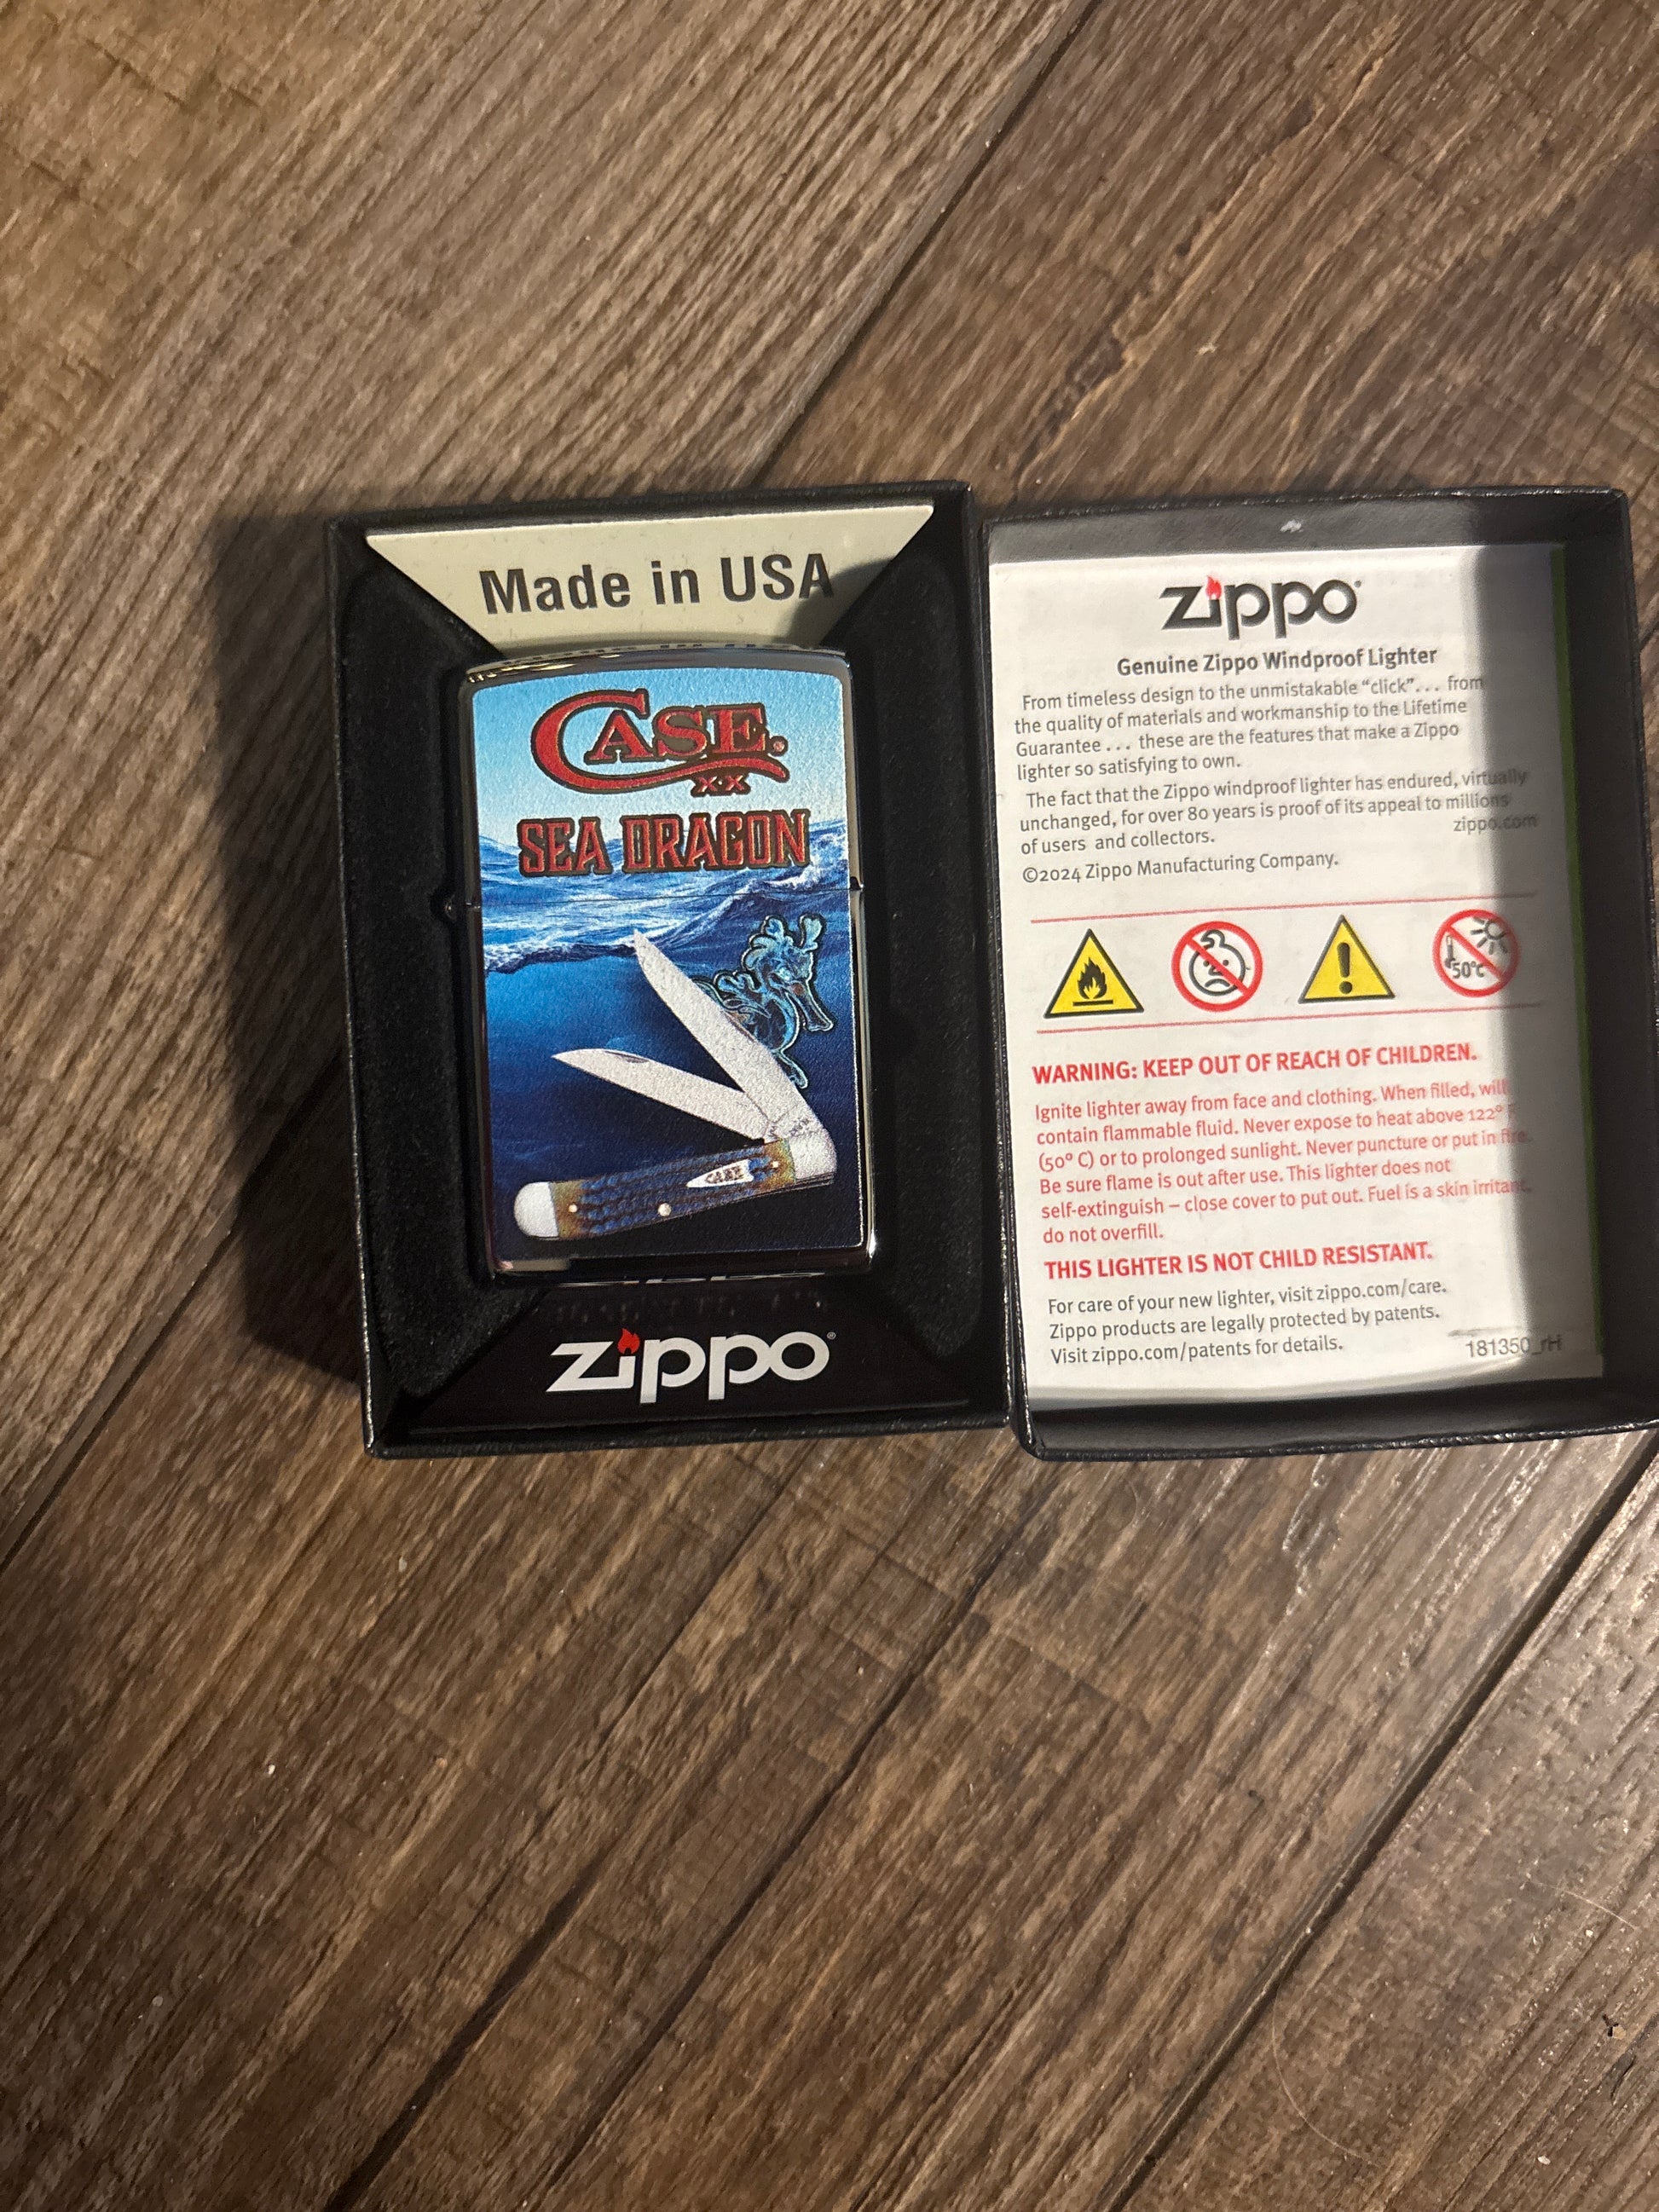 Made in USA
CASE
XX
SEA DRAGON
CASE
zippo
zippo
Genuine Zippo Windproof Lighter
From timeless design to the unmistakable “click”... from
the quality of materials and workmanship to the Lifetime
Guarantee ... these are the features that make a Zippo
lighter so satisfying to own.
The fact that the Zippo windproof lighter has endured, virtually
unchanged, for over 80 years is proof of its appeal to millions
of users and collectors.
zippo.com
©2024 Zippo Manufacturing Company.
50°C
WARNING: KEEP OUT OF REACH OF CHILDREN.
Ignite lighter away from face and clothing. When filled, will
contain flammable fluid. Never expose to heat above 122° F
(50° C) or to prolonged sunlight. Never puncture or put in fire.
Be sure flame is out after use. This lighter does not
self-extinguish – close cover to put out. Fuel is a skin irritant,
do not overfill.
THIS LIGHTER IS NOT CHILD RESISTANT.
For care of your new lighter, visit zippo.com/care.
Zippo products are legally protected by patents.
Visit zippo.com/patents for details.
181350_rH